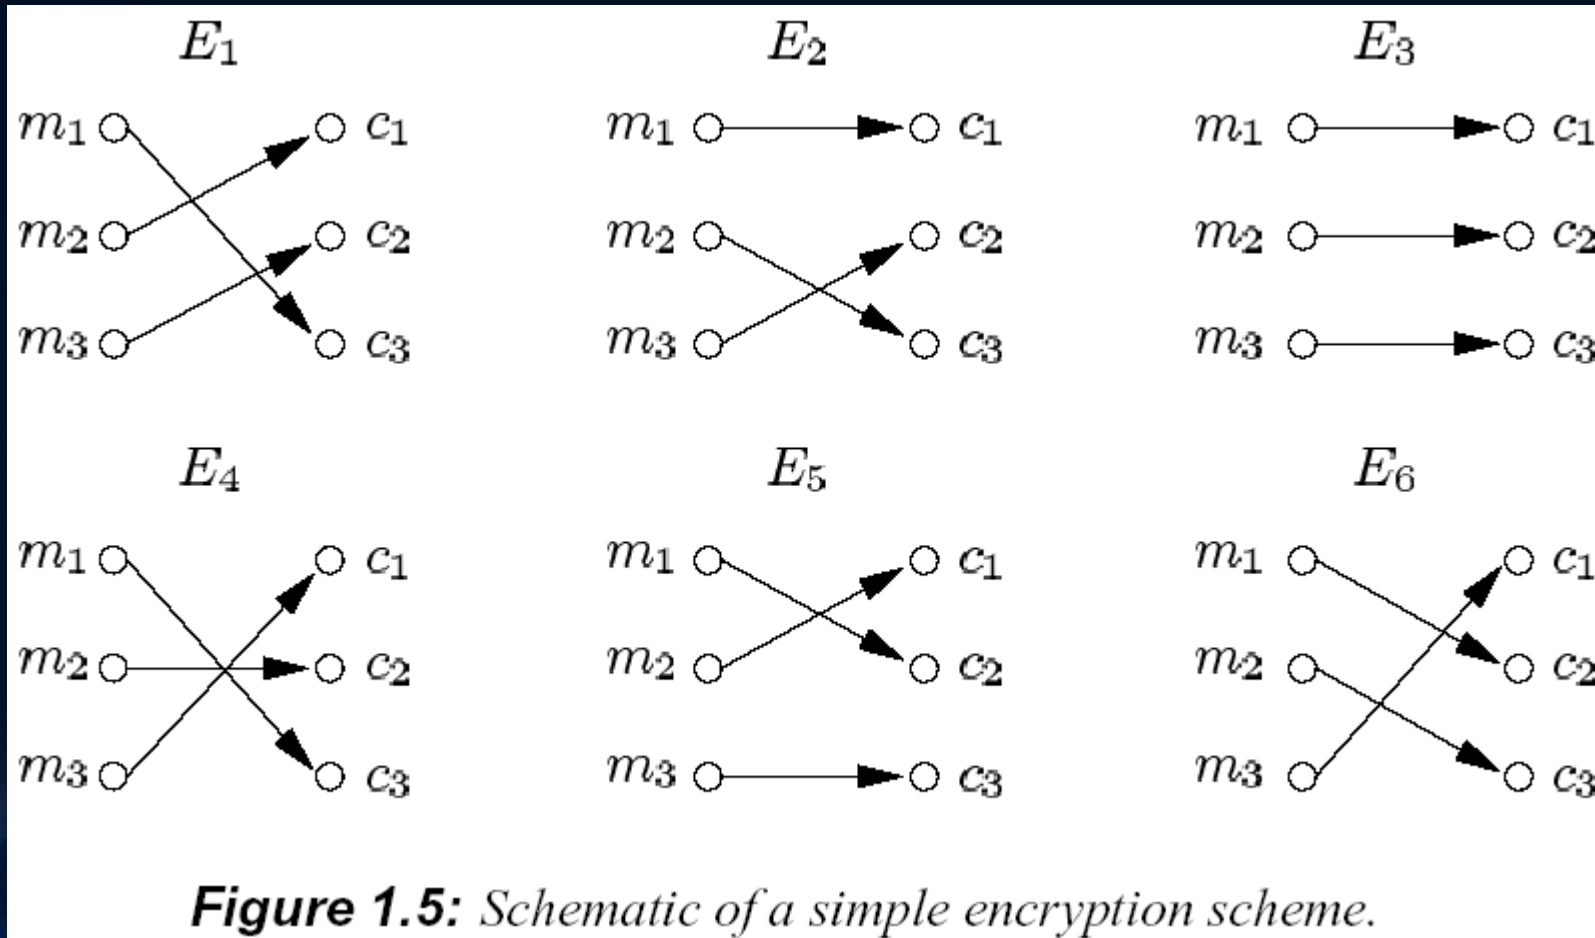 E₁ E₂ E₃
m₁ c₁ m₁ c₁ m₁ c₁
m₂ c₂ m₂ c₂ m₂ c₂
m₃ c₃ m₃ c₃ m₃ c₃
E₄ E₅ E₆
m₁ c₁ m₁ c₁ m₁ c₁
m₂ c₂ m₂ c₂ m₂ c₂
m₃ c₃ m₃ c₃ m₃ c₃
Figure 1.5: Schematic of a simple encryption scheme.